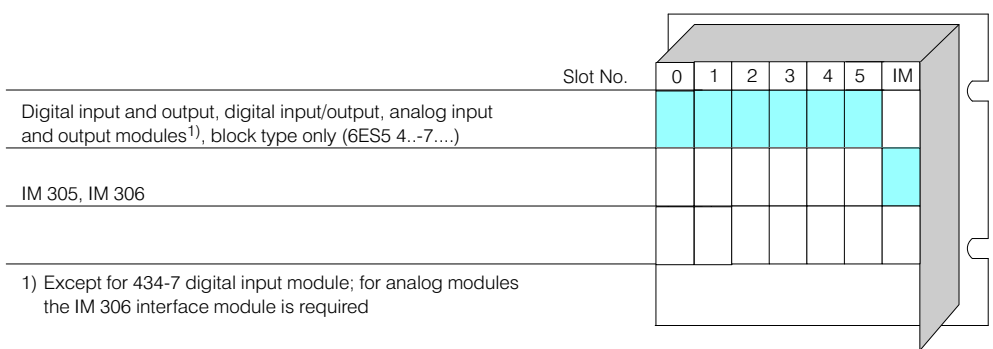 Slot No. 0 1 2 3 4 5 IM
Digital input and output, digital input/output, analog input
and output modules1), block type only (6ES5 4..-7....)
IM 305, IM 306
1) Except for 434-7 digital input module; for analog modules
the IM 306 interface module is required